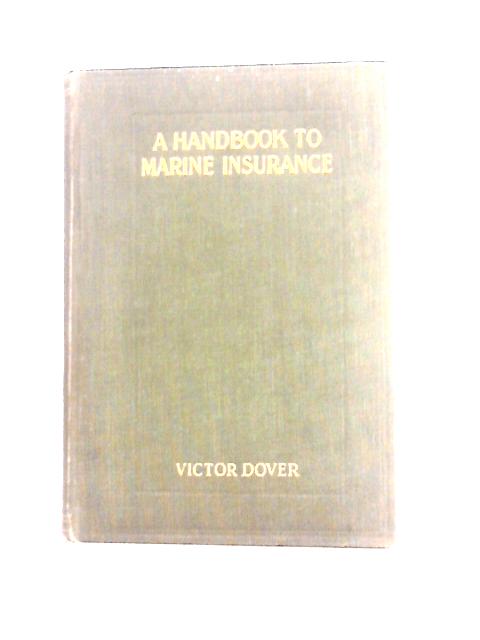 A HANDBOOK TO
MARINE INSURANCE
VICTOR DOVER